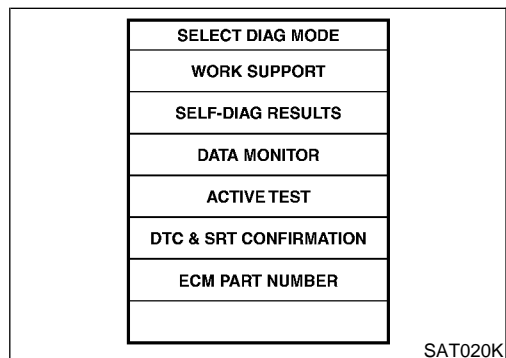 SELECT DIAG MODE
WORK SUPPORT
SELF-DIAG RESULTS
DATA MONITOR
ACTIVE TEST
DTC & SRT CONFIRMATION
ECM PART NUMBER
SAT020K